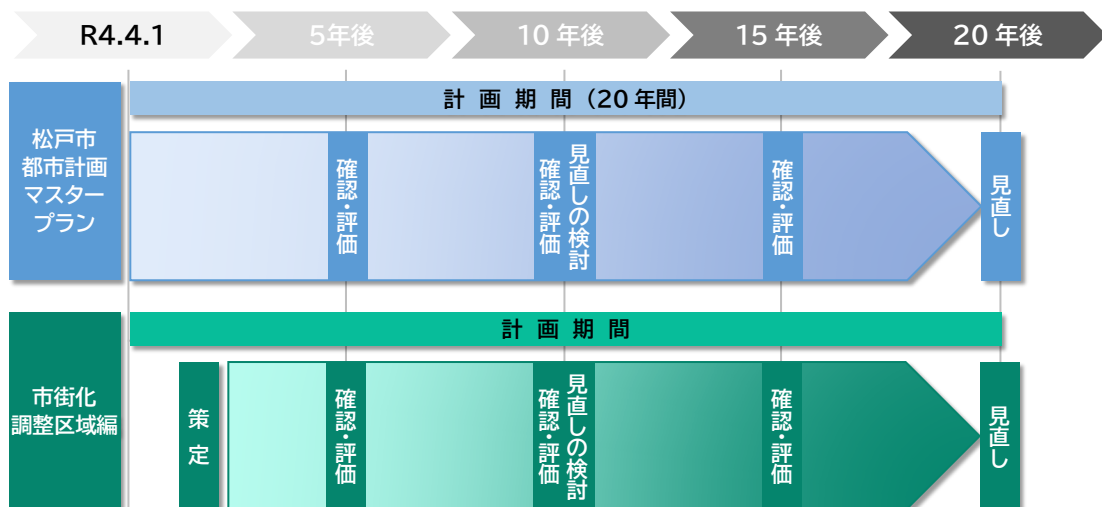 R4.4.1
5年後
10 年後
15 年後
20 年後
松戸市
都市計画
マスター
プラン
計 画 期 間 (20 年間)
確認・評価
見直しの検討
確認・評価
確認・評価
見直し
市街化
調整区域編
計 画 期 間
策定
確認・評価
見直しの検討
確認・評価
確認・評価
見直し